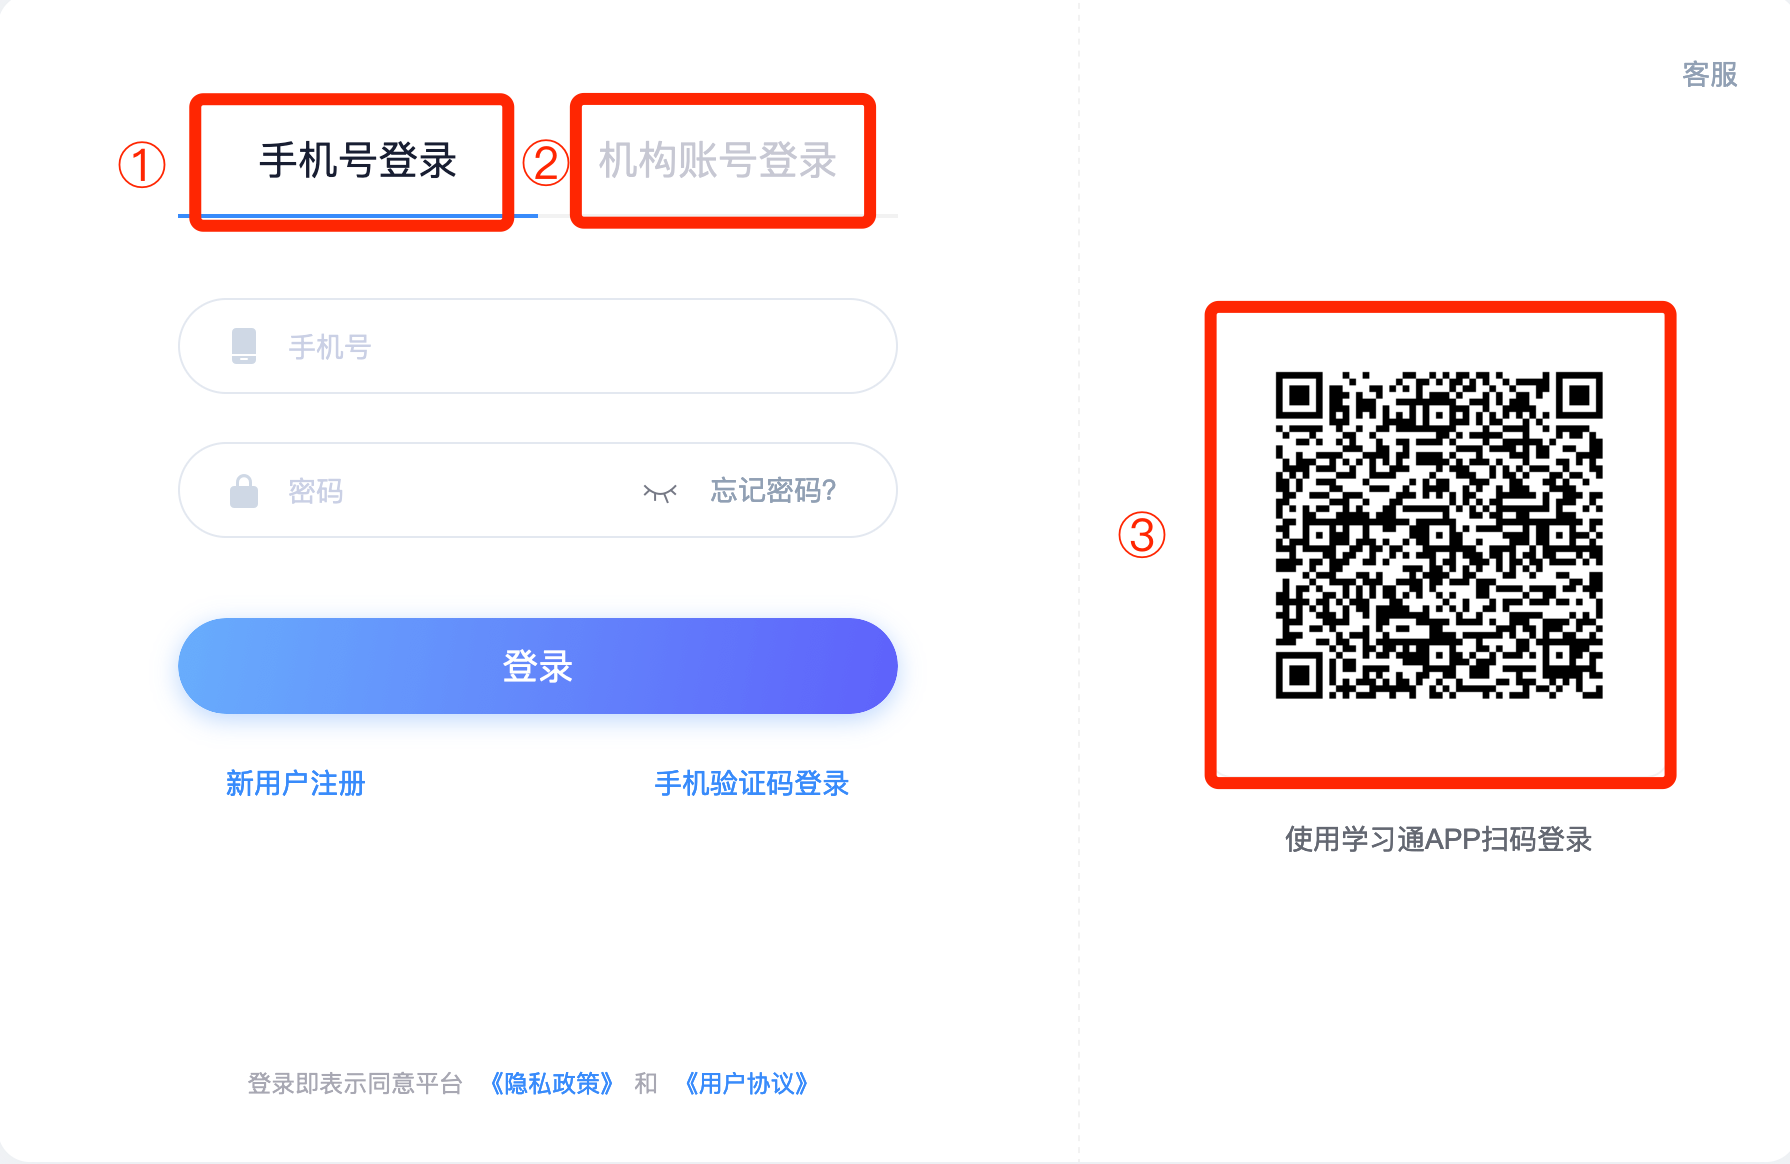 客服
① 手机号登录 ② 机构账号登录
手机号
密码 忘记密码?
③
登录
新用户注册 手机验证码登录
使用学习通APP扫码登录
登录即表示同意平台 《隐私政策》 和 《用户协议》